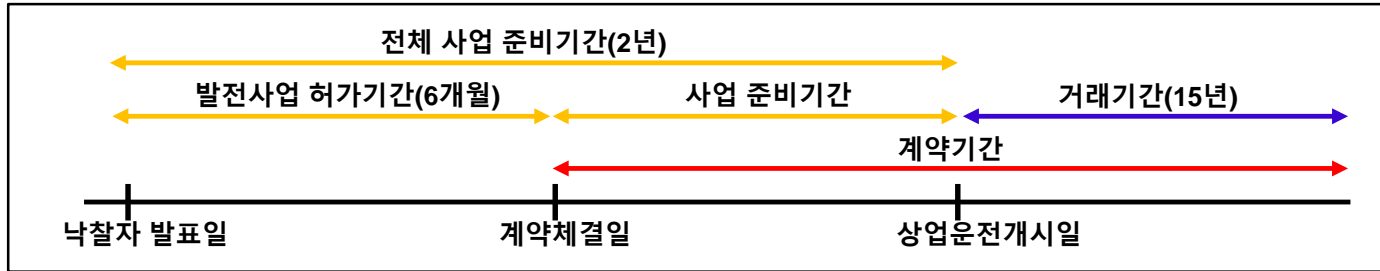 전체 사업 준비기간(2년)
발전사업 허가기간(6개월) 사업 준비기간 거래기간(15년)
계약기간
낙찰자 발표일 계약체결일 상업운전개시일